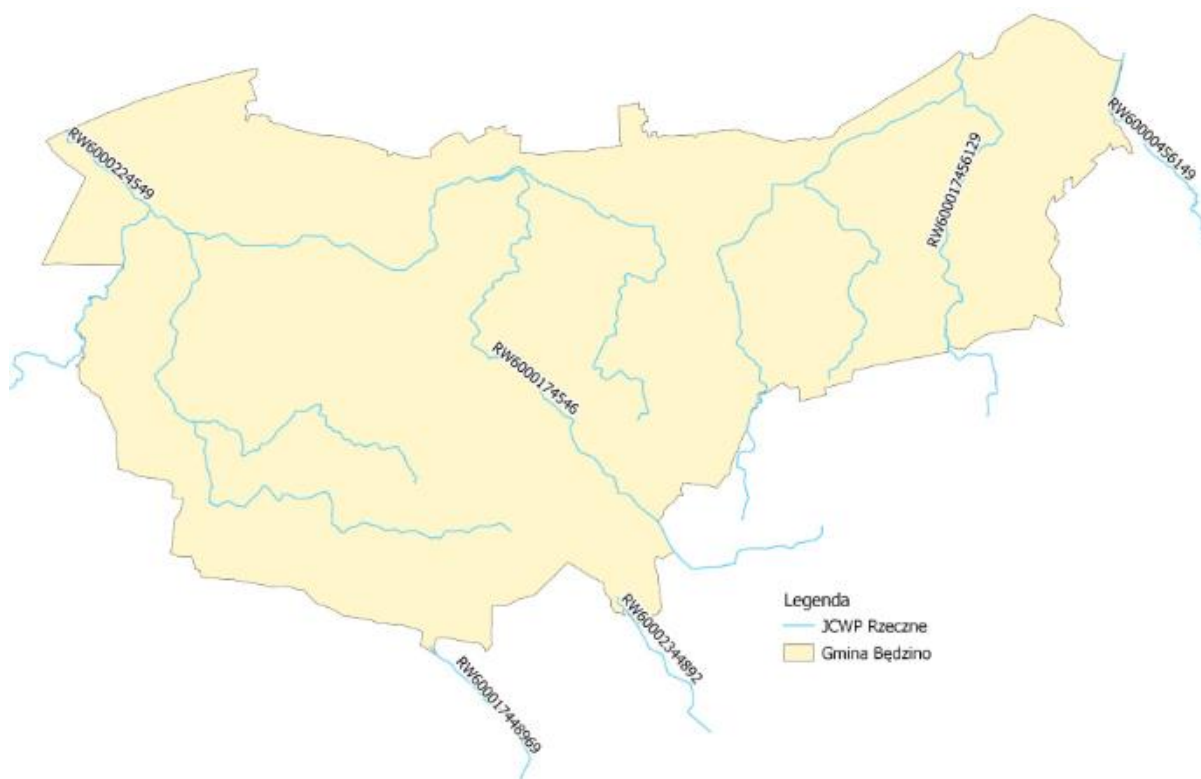 RW6000224549
RW60000456149
RW600017456129
RW6000174546
RW60002344892
RW600017448969
Legenda
JCWP Rzeczne
Gmina Będzino